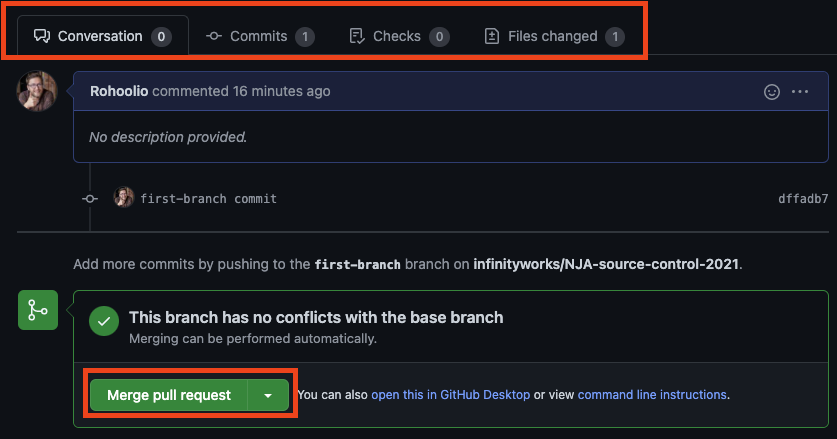 Conversation 0 Commits 1 Checks 0 Files changed 1
Rohoolio commented 16 minutes ago
No description provided.
first-branch commit dffadb7
Add more commits by pushing to the first-branch branch on infinityworks/NJA-source-control-2021.
This branch has no conflicts with the base branch
Merging can be performed automatically.
Merge pull request You can also open this in GitHub Desktop or view command line instructions.